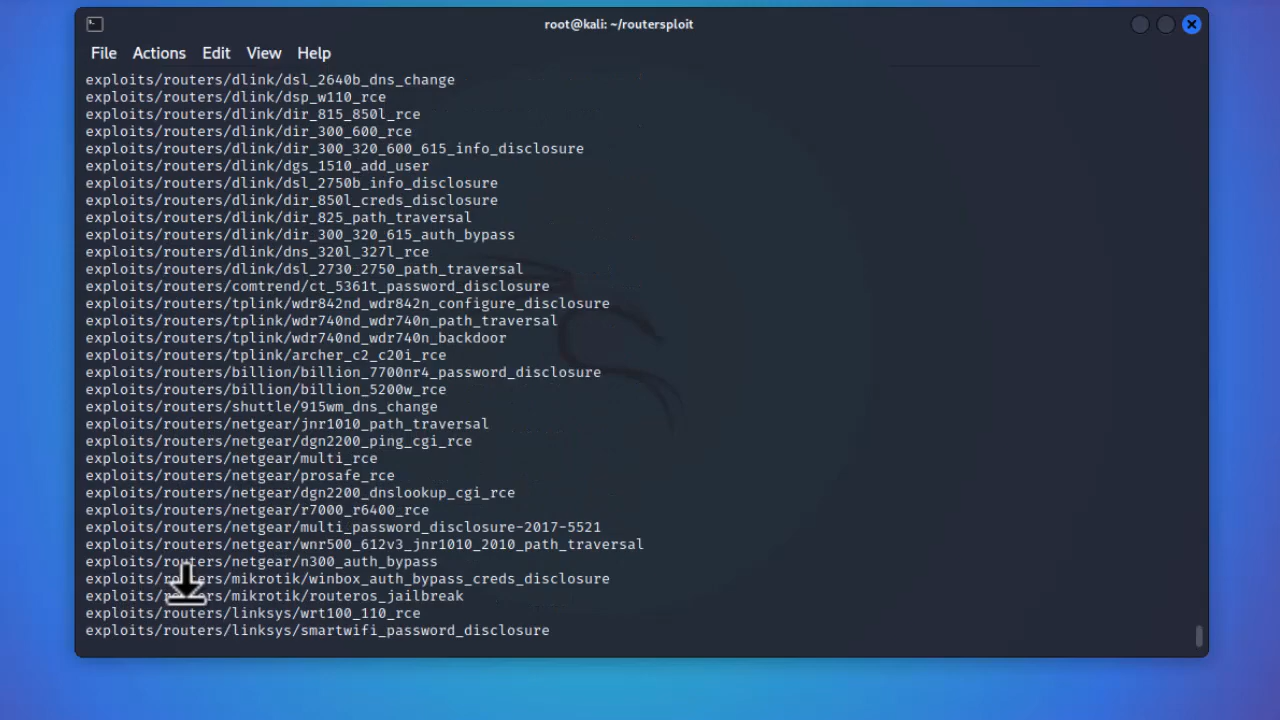 root@kali: ~/routersploit
File Actions Edit View Help
exploits/routers/dlink/dsl_2640b_dns_change
exploits/routers/dlink/dsp_w110_rce
exploits/routers/dlink/dir_815_850l_rce
exploits/routers/dlink/dir_300_600_rce
exploits/routers/dlink/dir_300_320_600_615_info_disclosure
exploits/routers/dlink/dgs_1510_add_user
exploits/routers/dlink/dsl_2750b_info_disclosure
exploits/routers/dlink/dir_850l_creds_disclosure
exploits/routers/dlink/dir_825_path_traversal
exploits/routers/dlink/dir_300_320_615_auth_bypass
exploits/routers/dlink/dns_320l_327l_rce
exploits/routers/dlink/dsl_2730_2750_path_traversal
exploits/routers/comtrend/ct_5361t_password_disclosure
exploits/routers/tplink/wdr842nd_wdr842n_configure_disclosure
exploits/routers/tplink/wdr740nd_wdr740n_path_traversal
exploits/routers/tplink/wdr740nd_wdr740n_backdoor
exploits/routers/tplink/archer_c2_c20i_rce
exploits/routers/billion/billion_7700nr4_password_disclosure
exploits/routers/billion/billion_5200w_rce
exploits/routers/shuttle/915wm_dns_change
exploits/routers/netgear/jnr1010_path_traversal
exploits/routers/netgear/dgn2200_ping_cgi_rce
exploits/routers/netgear/multi_rce
exploits/routers/netgear/prosafe_rce
exploits/routers/netgear/dgn2200_dnslookup_cgi_rce
exploits/routers/netgear/r7000_r6400_rce
exploits/routers/netgear/multi_password_disclosure-2017-5521
exploits/routers/netgear/wnr500_612v3_jnr1010_2010_path_traversal
exploits/routers/netgear/n300_auth_bypass
exploits/routers/mikrotik/winbox_auth_bypass_creds_disclosure
exploits/routers/mikrotik/routeros_jailbreak
exploits/routers/linksys/wrt100_110_rce
exploits/routers/linksys/smartwifi_password_disclosure